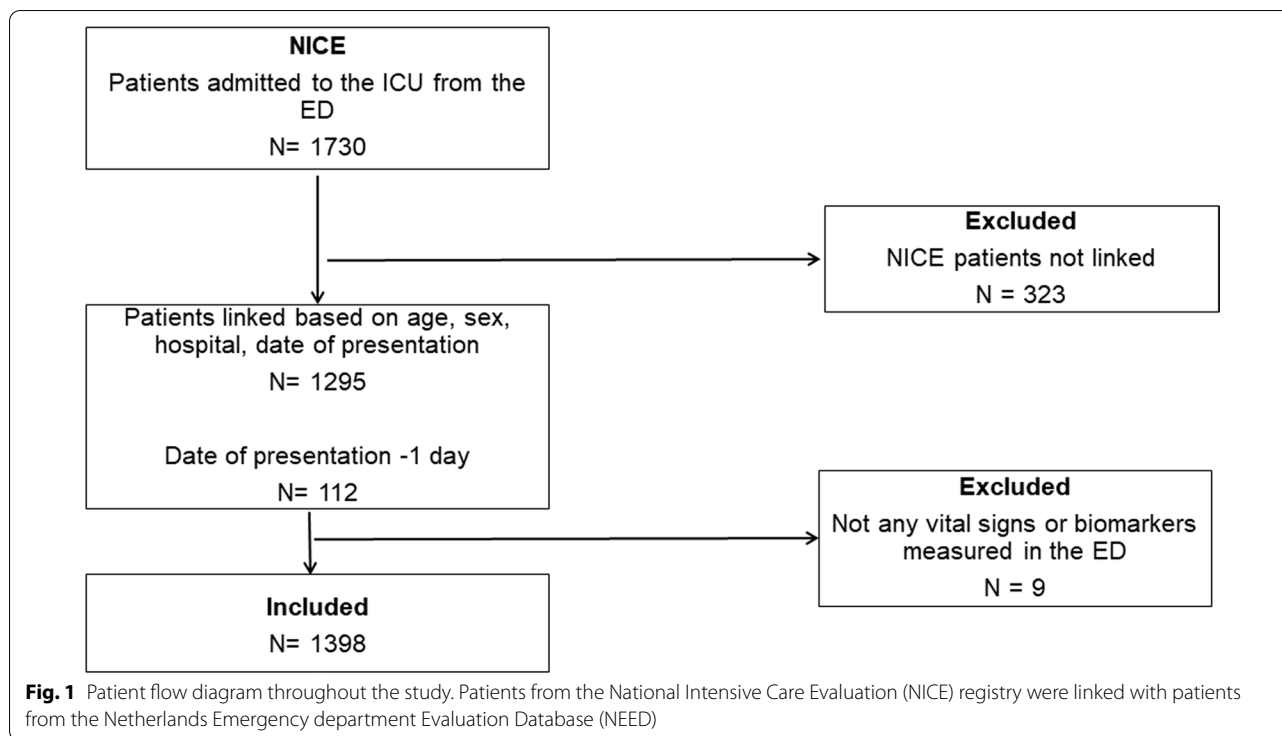 NICE
Patients admitted to the ICU from the
ED
N= 1730
Excluded
NICE patients not linked
N = 323
Patients linked based on age, sex,
hospital, date of presentation
N= 1295
Date of presentation -1 day
N= 112
Excluded
Not any vital signs or biomarkers
measured in the ED
N = 9
Included
N= 1398
Fig. 1 Patient flow diagram throughout the study. Patients from the National Intensive Care Evaluation (NICE) registry were linked with patients
from the Netherlands Emergency department Evaluation Database (NEED)